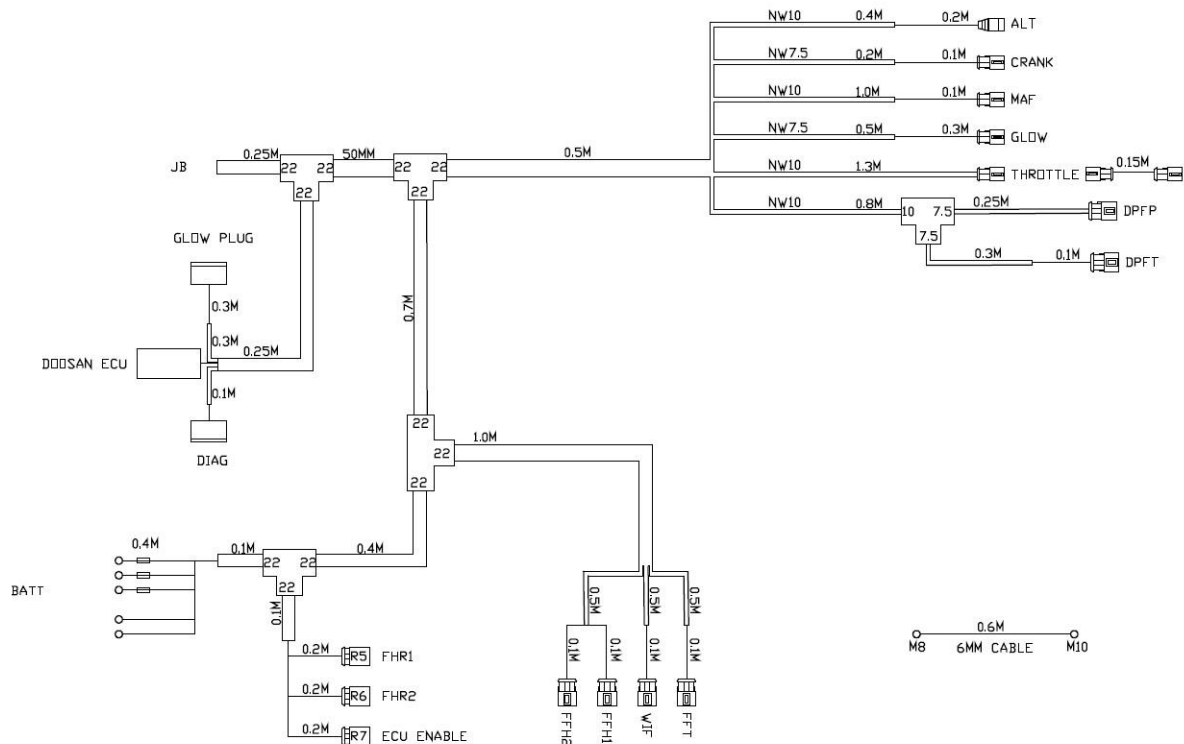 NW10 0.4M 0.2M ALT
NW7.5 0.2M 0.1M CRANK
NW10 1.0M 0.1M MAF
NW7.5 0.5M 0.3M GLOW
JB 0.25M 22 22 22 50MM 22 22 22 0.5M
NW10 1.3M THROTTLE 0.15M
NW10 0.8M 10 7.5 7.5 0.25M DPFP
0.3M 0.1M DPFT
GLOW PLUG
0.3M
0.3M
DOOSAN ECU
0.25M
0.1M
DIAG
0.7M
22
22
22
1.0M
BATT
0.4M
0.1M
22 22
22
0.4M
0.1M
0.2M R5 FHR1
0.2M R6 FHR2
0.2M R7 ECU ENABLE
0.5M 0.5M 0.5M
0.1M 0.1M 0.1M 0.1M
FFH2 FFH1 WIF FFT
0.6M
M8 6MM CABLE M10